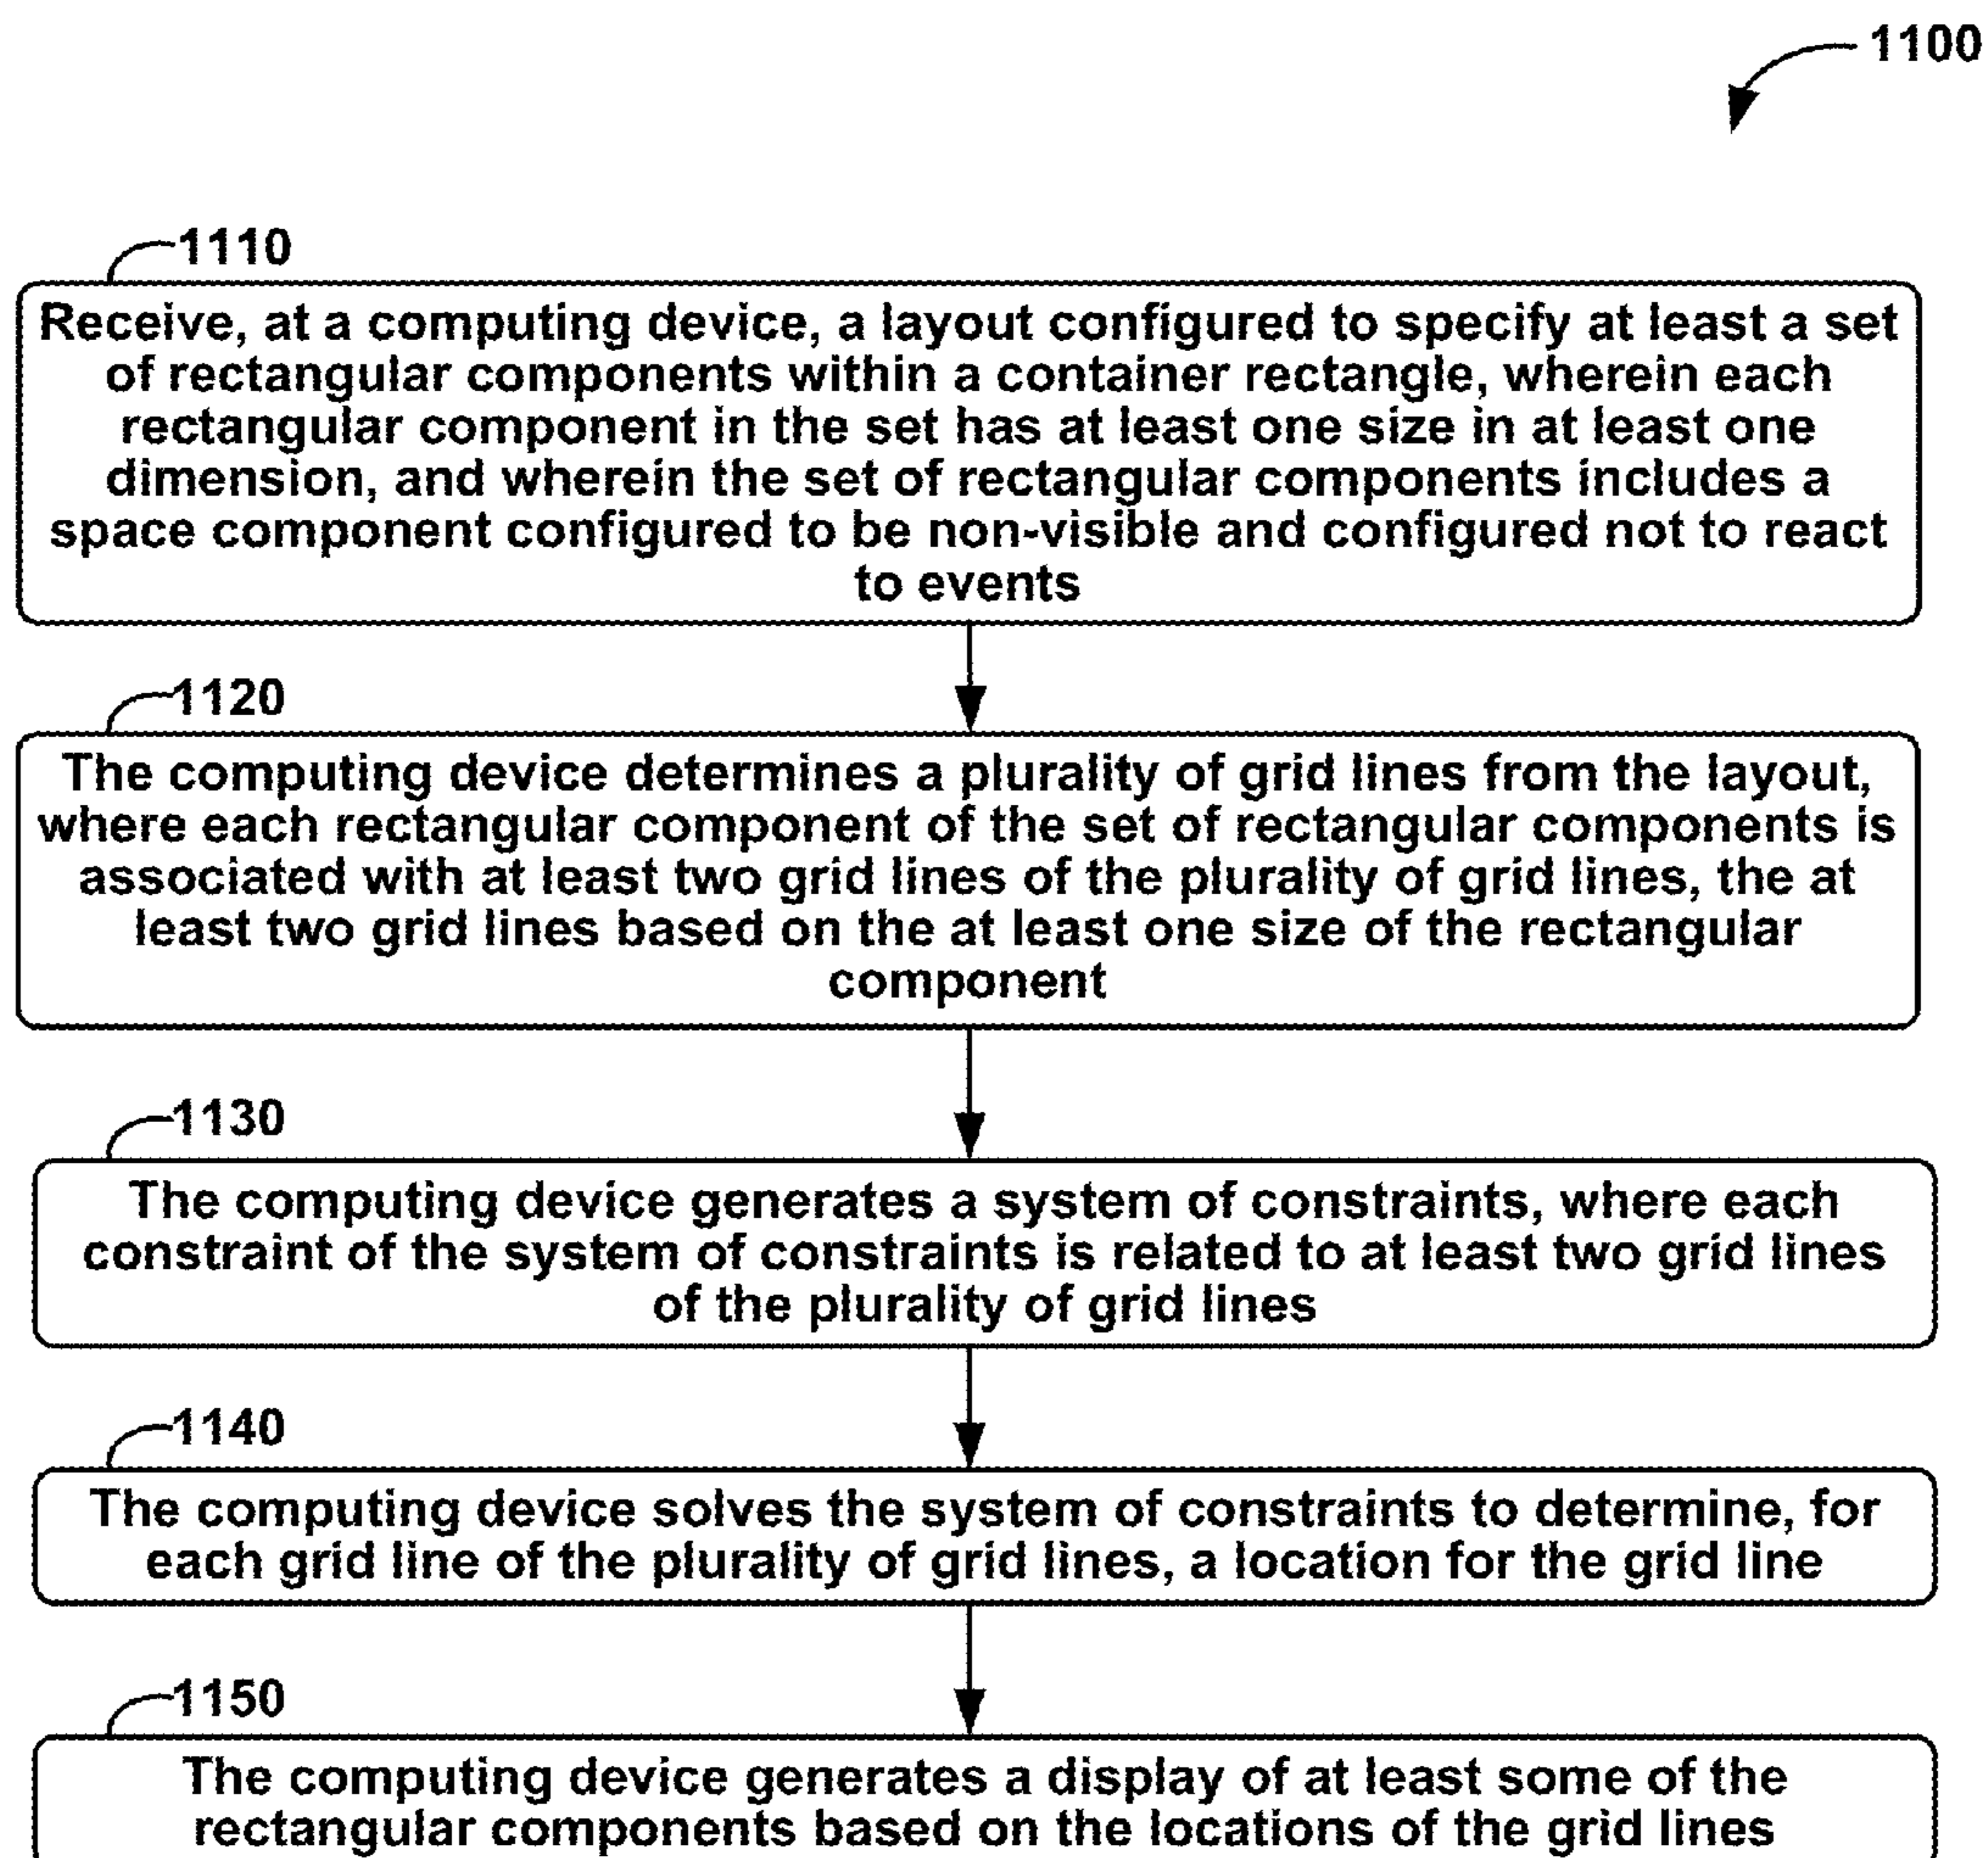 1100
1110
Receive, at a computing device, a layout configured to specify at least a set
of rectangular components within a container rectangle, wherein each
rectangular component in the set has at least one size in at least one
dimension, and wherein the set of rectangular components includes a
space component configured to be non-visible and configured not to react
to events
1120
The computing device determines a plurality of grid lines from the layout,
where each rectangular component of the set of rectangular components is
associated with at least two grid lines of the plurality of grid lines, the at
least two grid lines based on the at least one size of the rectangular
component
1130
The computing device generates a system of constraints, where each
constraint of the system of constraints is related to at least two grid lines
of the plurality of grid lines
1140
The computing device solves the system of constraints to determine, for
each grid line of the plurality of grid lines, a location for the grid line
1150
The computing device generates a display of at least some of the
rectangular components based on the locations of the grid lines